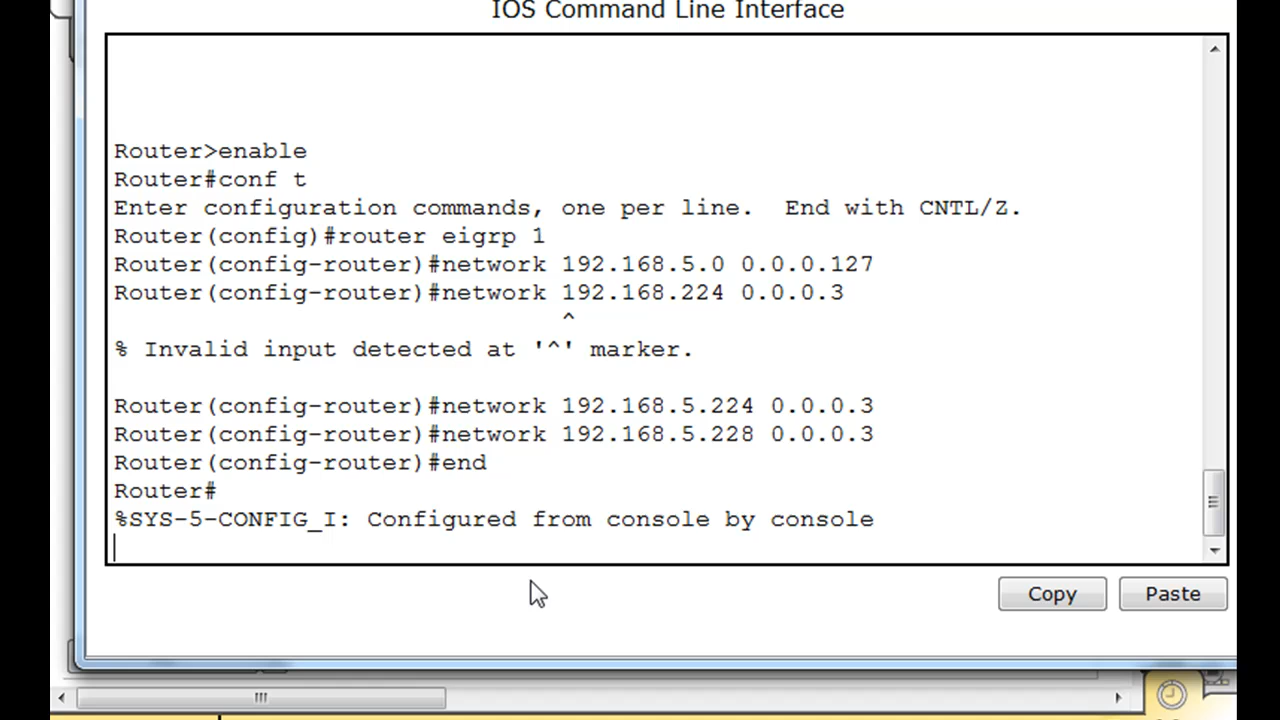 IOS Command Line Interface
Router>enable
Router#conf t
Enter configuration commands, one per line.  End with CNTL/Z.
Router(config)#router eigrp 1
Router(config-router)#network 192.168.5.0 0.0.0.127
Router(config-router)#network 192.168.224 0.0.0.3
^
% Invalid input detected at '^' marker.
Router(config-router)#network 192.168.5.224 0.0.0.3
Router(config-router)#network 192.168.5.228 0.0.0.3
Router(config-router)#end
Router#
%SYS-5-CONFIG_I: Configured from console by console
Copy
Paste